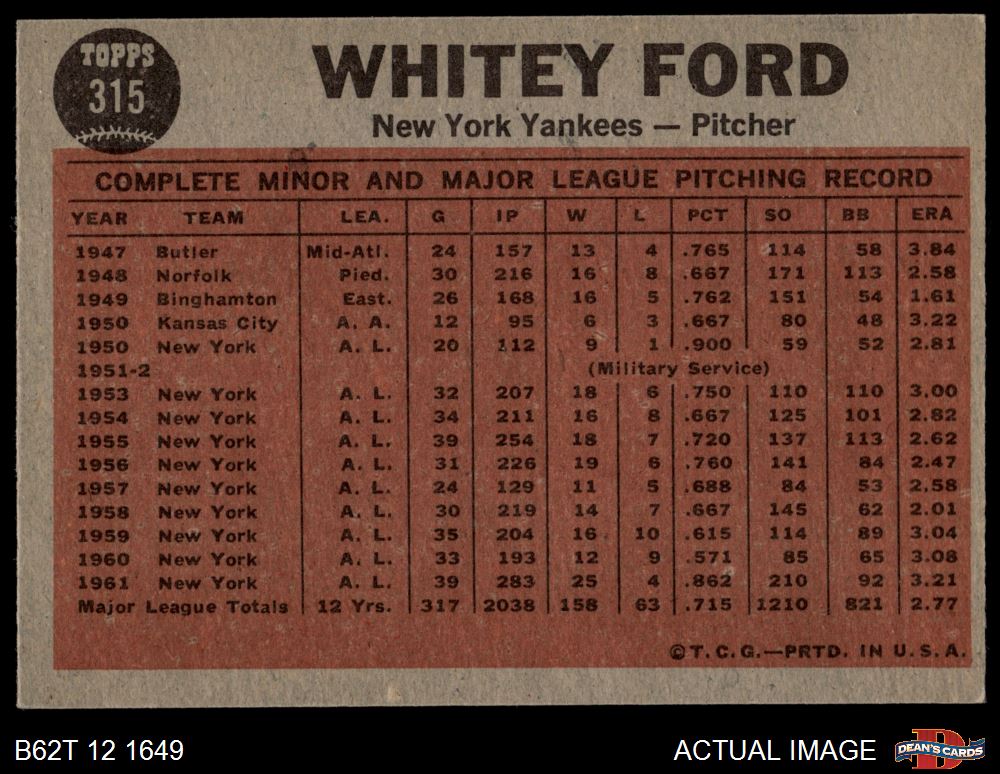 TOPPS
315
WHITEY FORD
New York Yankees — Pitcher
COMPLETE MINOR AND MAJOR LEAGUE PITCHING RECORD
YEAR TEAM LEA. G IP W L PCT SO BB ERA
1947 Butler Mid-Atl. 24 157 13 4 .765 114 58 3.84
1948 Norfolk Pied. 30 216 16 8 .667 171 113 2.58
1949 Binghamton East. 26 168 16 5 .762 151 54 1.61
1950 Kansas City A. A. 12 95 6 3 .667 80 48 3.22
1950 New York A. L. 20 112 9 1 .900 59 52 2.81
1951-2 (Military Service)
1953 New York A. L. 32 207 18 6 .750 110 110 3.00
1954 New York A. L. 34 211 16 8 .667 125 101 2.82
1955 New York A. L. 39 254 18 7 .720 137 113 2.62
1956 New York A. L. 31 226 19 6 .760 141 84 2.47
1957 New York A. L. 24 129 11 5 .688 84 53 2.58
1958 New York A. L. 30 219 14 7 .667 145 62 2.01
1959 New York A. L. 35 204 16 10 .615 114 89 3.04
1960 New York A. L. 33 193 12 9 .571 85 65 3.08
1961 New York A. L. 39 283 25 4 .862 210 92 3.21
Major League Totals 12 Yrs. 317 2038 158 63 .715 1210 821 2.77
©T.C.G.—PRTD. IN U.S.A.
B62T 12 1649
ACTUAL IMAGE
D
DEAN'S CARDS